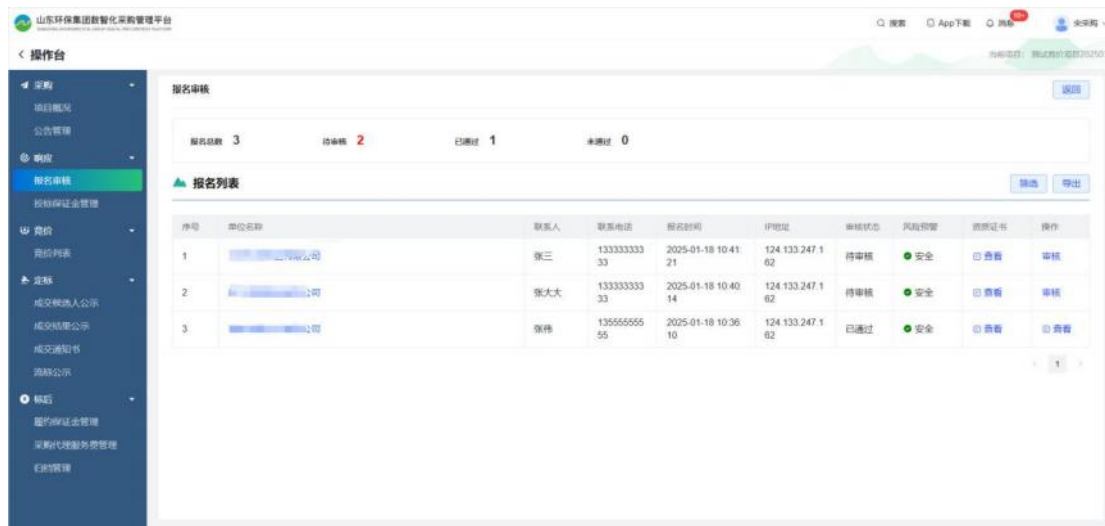 山东环保集团数智化采购管理平台
搜索 App下载 消息
操作台
当前项目：
采购
项目概况
公告管理
响应
报名审核
投标保证金管理
竞价
竞价列表
定标
成交候选人公示
成交结果公示
成交通知书
流标公示
标后
履约保证金管理
采购代理服务费管理
归档管理
报名审核 返回
报名总数 3 待审核 2 已通过 1 未通过 0
报名列表 筛选 导出
序号 单位名称 联系人 联系电话 报名时间 IP地址 审核状态 风险预警 资质证书 操作
1 公司 张三 13333333333 2025-01-18 10:41:21 124.133.247.162 待审核 安全 查看 审核
2 公司 张大大 13333333333 2025-01-18 10:40:14 124.133.247.162 待审核 安全 查看 审核
3 公司 张伟 13555555555 2025-01-18 10:36:10 124.133.247.162 已通过 安全 查看 查看
1